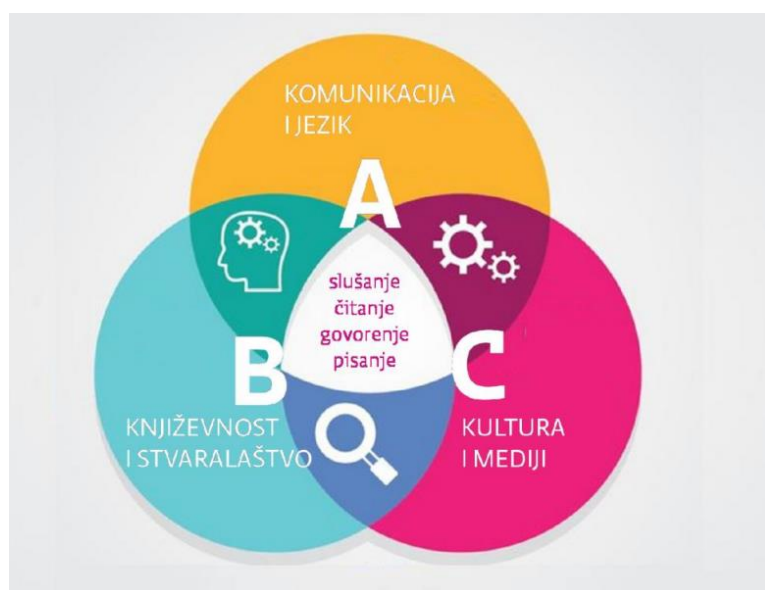 KOMUNIKACIJA
I JEZIK
A
slušanje
čitanje
govorenje
pisanje
B
C
KNJIŽEVNOST
I STVARALAŠTVO
KULTURA
I MEDIJI